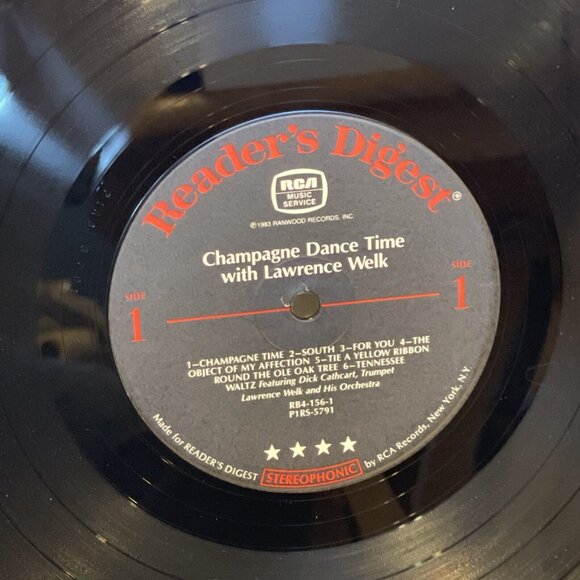 Reader's Digest®
RCA
MUSIC
SERVICE
℗1983 RANWOOD RECORDS, INC.
Champagne Dance Time
with Lawrence Welk
SIDE
1
SIDE
1
1–CHAMPAGNE TIME 2–SOUTH 3–FOR YOU 4–THE
OBJECT OF MY AFFECTION 5–TIE A YELLOW RIBBON
ROUND THE OLE OAK TREE 6–TENNESSEE
WALTZ Featuring Dick Cathcart, Trumpet
Lawrence Welk and His Orchestra
RB4-156-1
P1RS-5791
Made for READER'S DIGEST STEREOPHONIC by RCA Records, New York, N.Y.